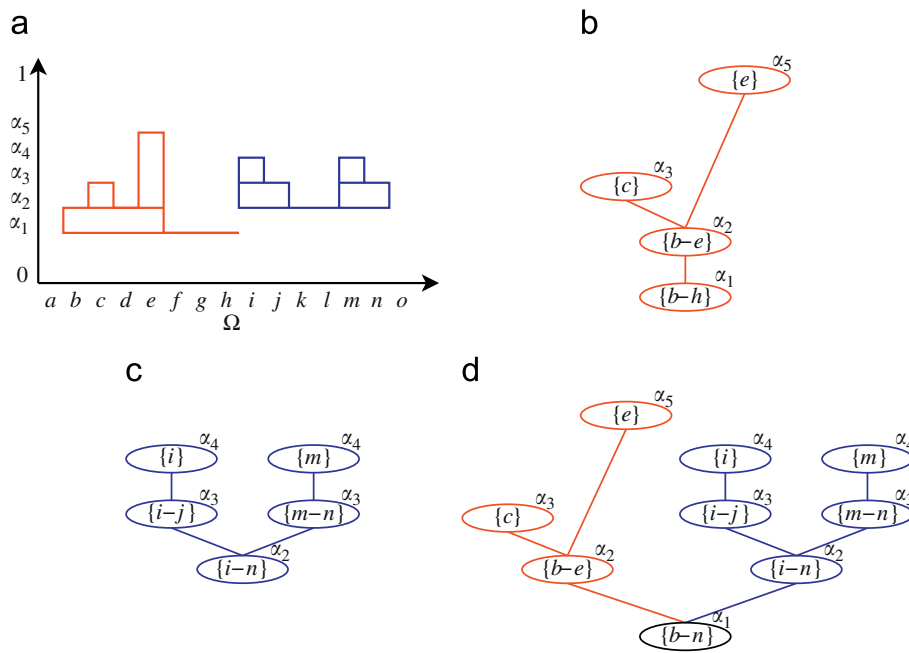 a
1
α5
α4
α3
α2
α1
0
a b c d e f g h i j k l m n o
Ω
b
{e} α5
{c} α3
{b–e} α2
{b–h} α1
c
{i} α4 {m} α4
{i–j} α3 {m–n} α3
{i–n} α2
d
{e} α5
{i} α4 {m} α4
{c} α3 {i–j} α3 {m–n}
{b–e} α2 {i–n} α2
{b–n} α1